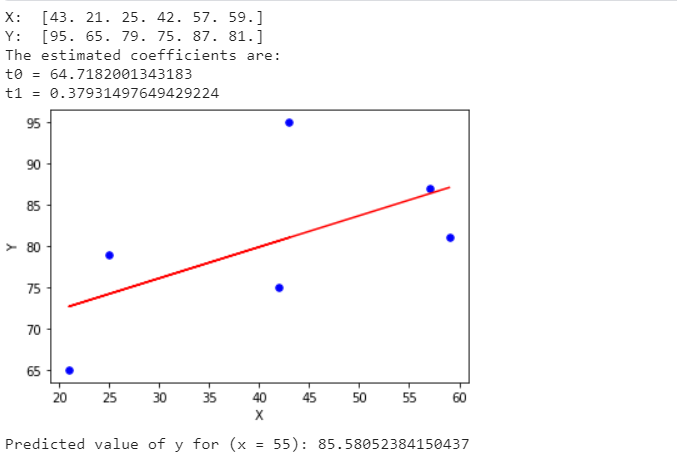 X:  [43. 21. 25. 42. 57. 59.]
Y:  [95. 65. 79. 75. 87. 81.]
The estimated coefficients are:
t0 = 64.7182001343183
t1 = 0.37931497649429224
95
90
85
80
75
70
65
Y
20 25 30 35 40 45 50 55 60
X
Predicted value of y for (x = 55): 85.58052384150437